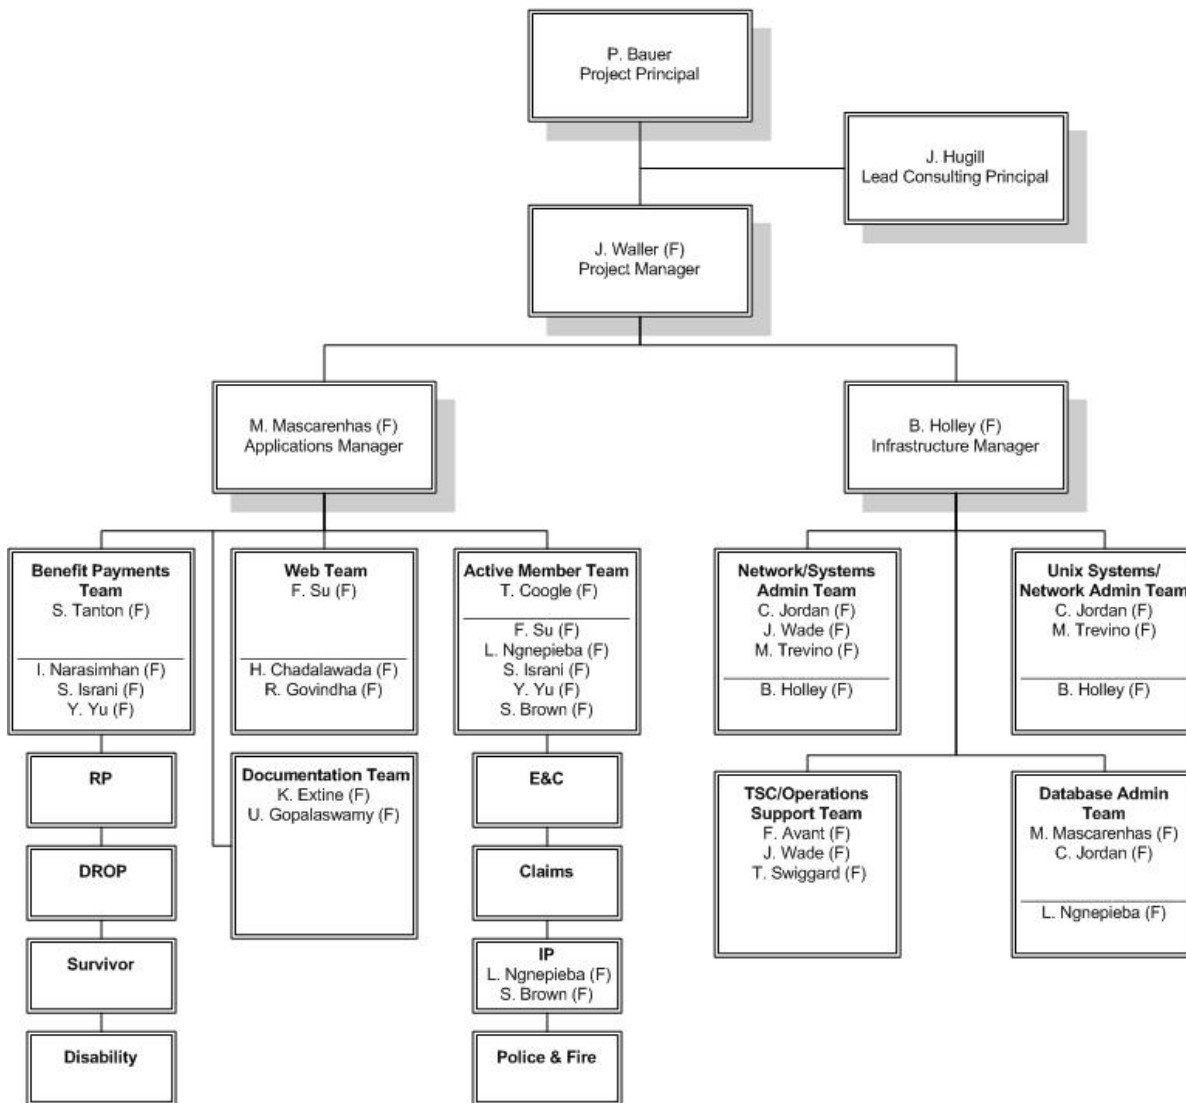 P. Bauer
Project Principal
J. Hugill
Lead Consulting Principal
J. Waller (F)
Project Manager
M. Mascarenhas (F)
Applications Manager
B. Holley (F)
Infrastructure Manager
Benefit Payments
Team
S. Tanton (F)
I. Narasimhan (F)
S. Israni (F)
Y. Yu (F)
Web Team
F. Su (F)
H. Chadalawada (F)
R. Govindha (F)
Active Member Team
T. Coogle (F)
F. Su (F)
L. Ngnepieba (F)
S. Israni (F)
Y. Yu (F)
S. Brown (F)
Network/Systems
Admin Team
C. Jordan (F)
J. Wade (F)
M. Trevino (F)
B. Holley (F)
Unix Systems/
Network Admin Team
C. Jordan (F)
M. Trevino (F)
B. Holley (F)
RP
DROP
Survivor
Disability
Documentation Team
K. Extine (F)
U. Gopalaswamy (F)
E&C
Claims
IP
L. Ngnepieba (F)
S. Brown (F)
Police & Fire
TSC/Operations
Support Team
F. Avant (F)
J. Wade (F)
T. Swiggard (F)
Database Admin
Team
M. Mascarenhas (F)
C. Jordan (F)
L. Ngnepieba (F)